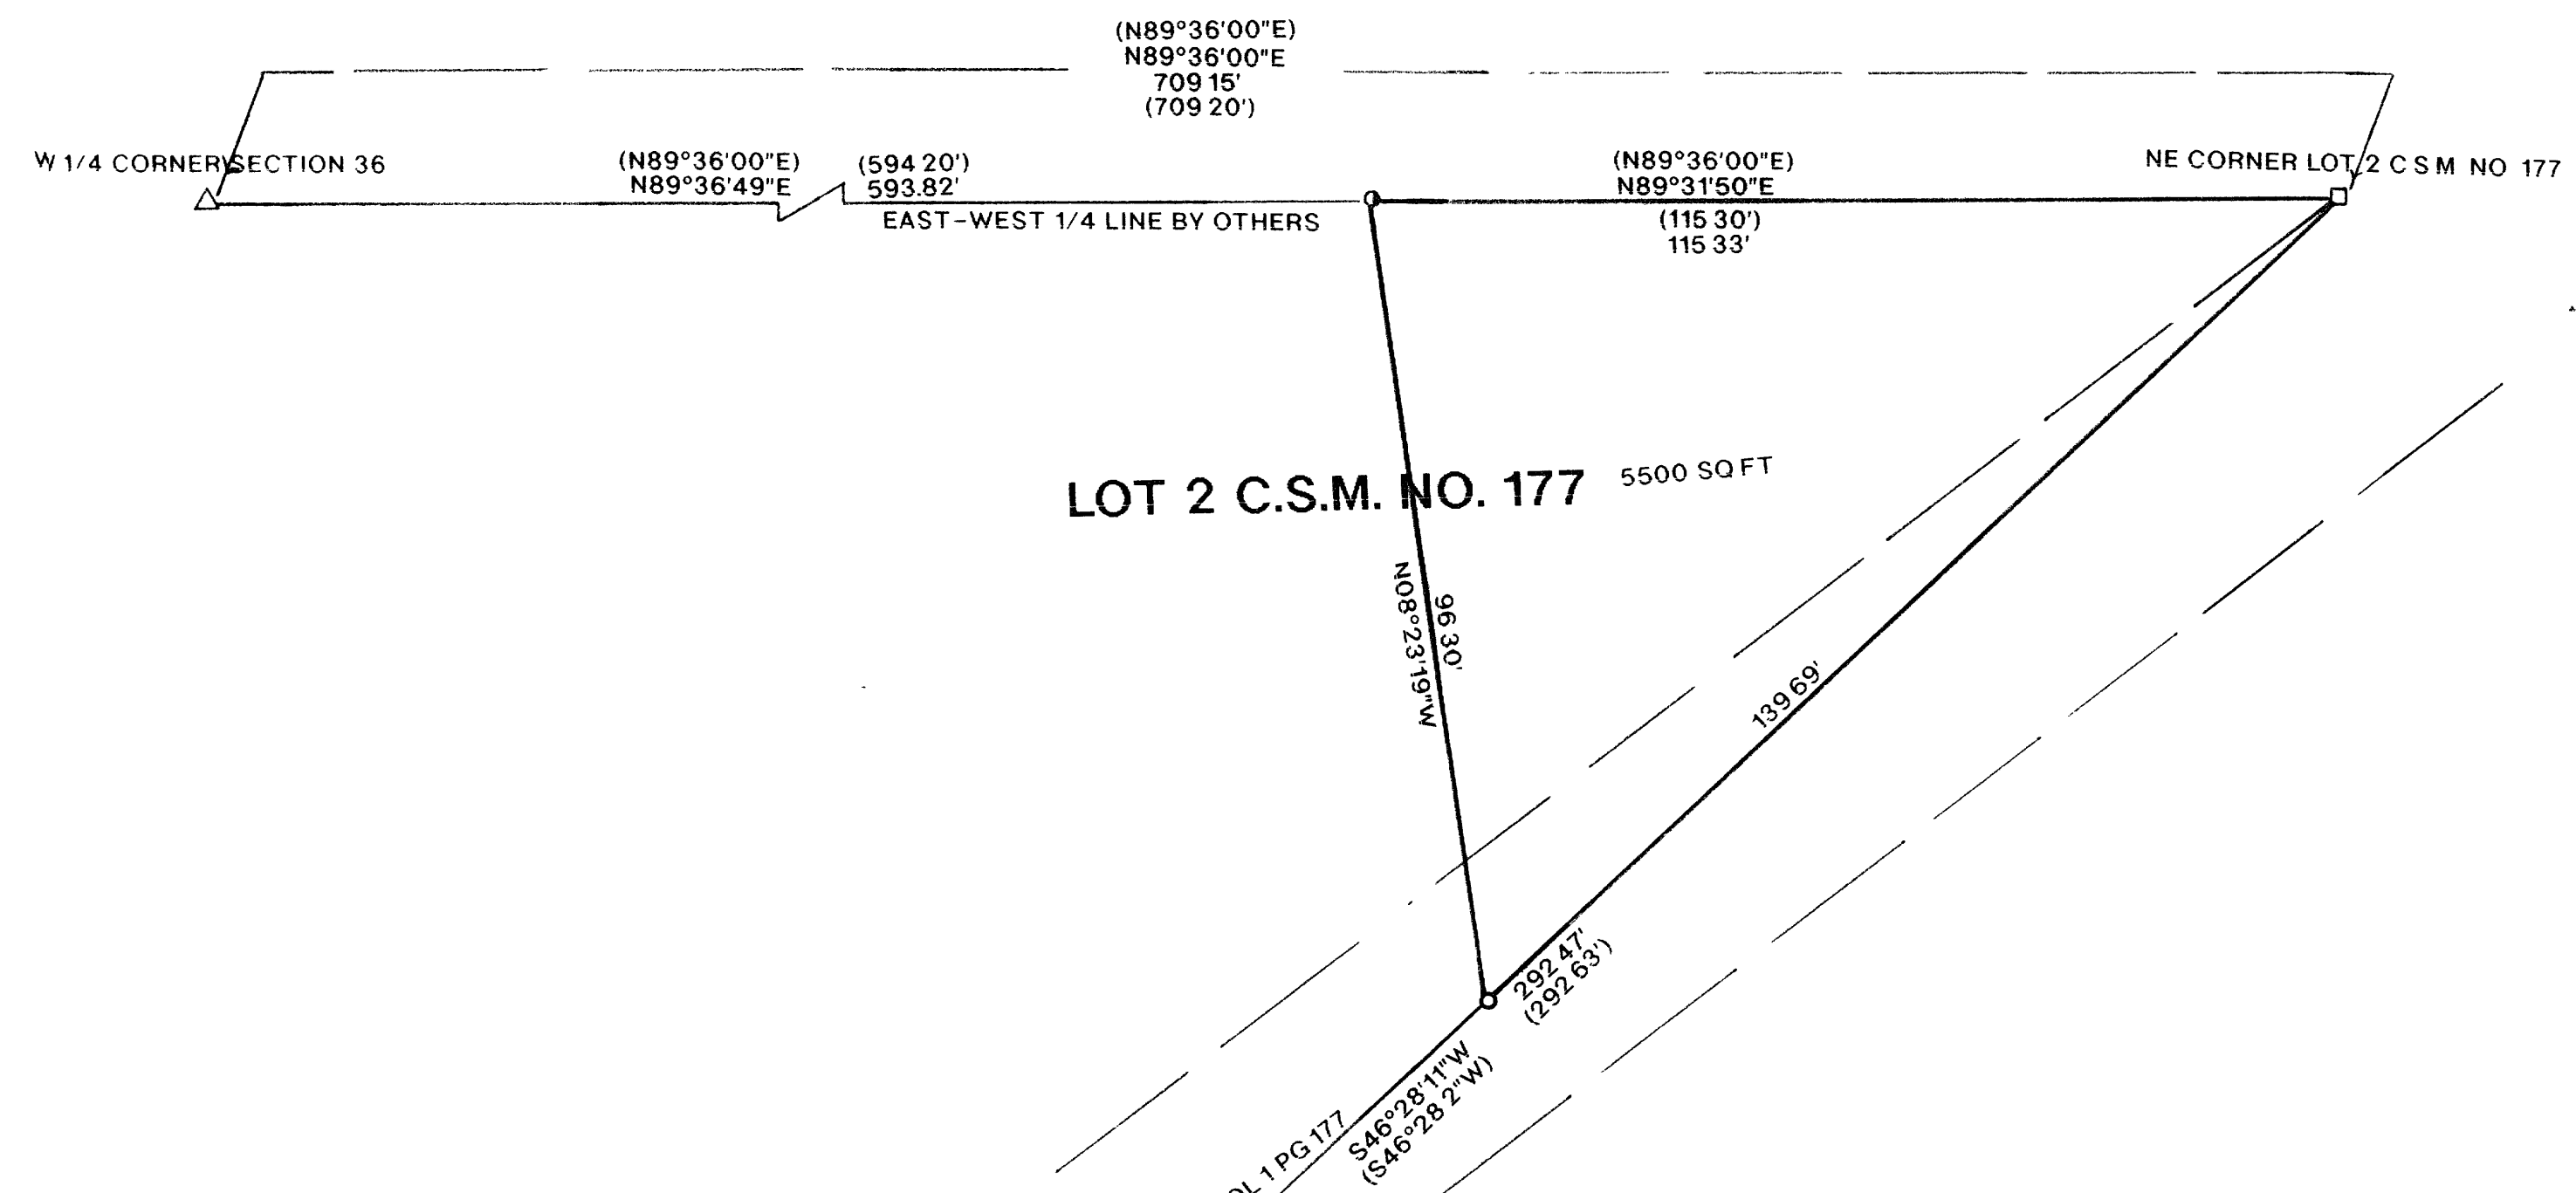 (N89°36'00"E)
N89°36'00"E
709 15'
(709 20')
W 1/4 CORNER SECTION 36
(N89°36'00"E) (594 20')
N89°36'49"E 593.82'
EAST-WEST 1/4 LINE BY OTHERS
(N89°36'00"E)
N89°31'50"E
(115 30')
115 33'
NE CORNER LOT 2 C S M NO 177
LOT 2 C.S.M. NO. 177
5500 SQ FT
96 30'
N08°23'19"W
139 69'
292 47'
(292 63')
S46°28'11"W
(S46°28 2"W)
1 PG 177